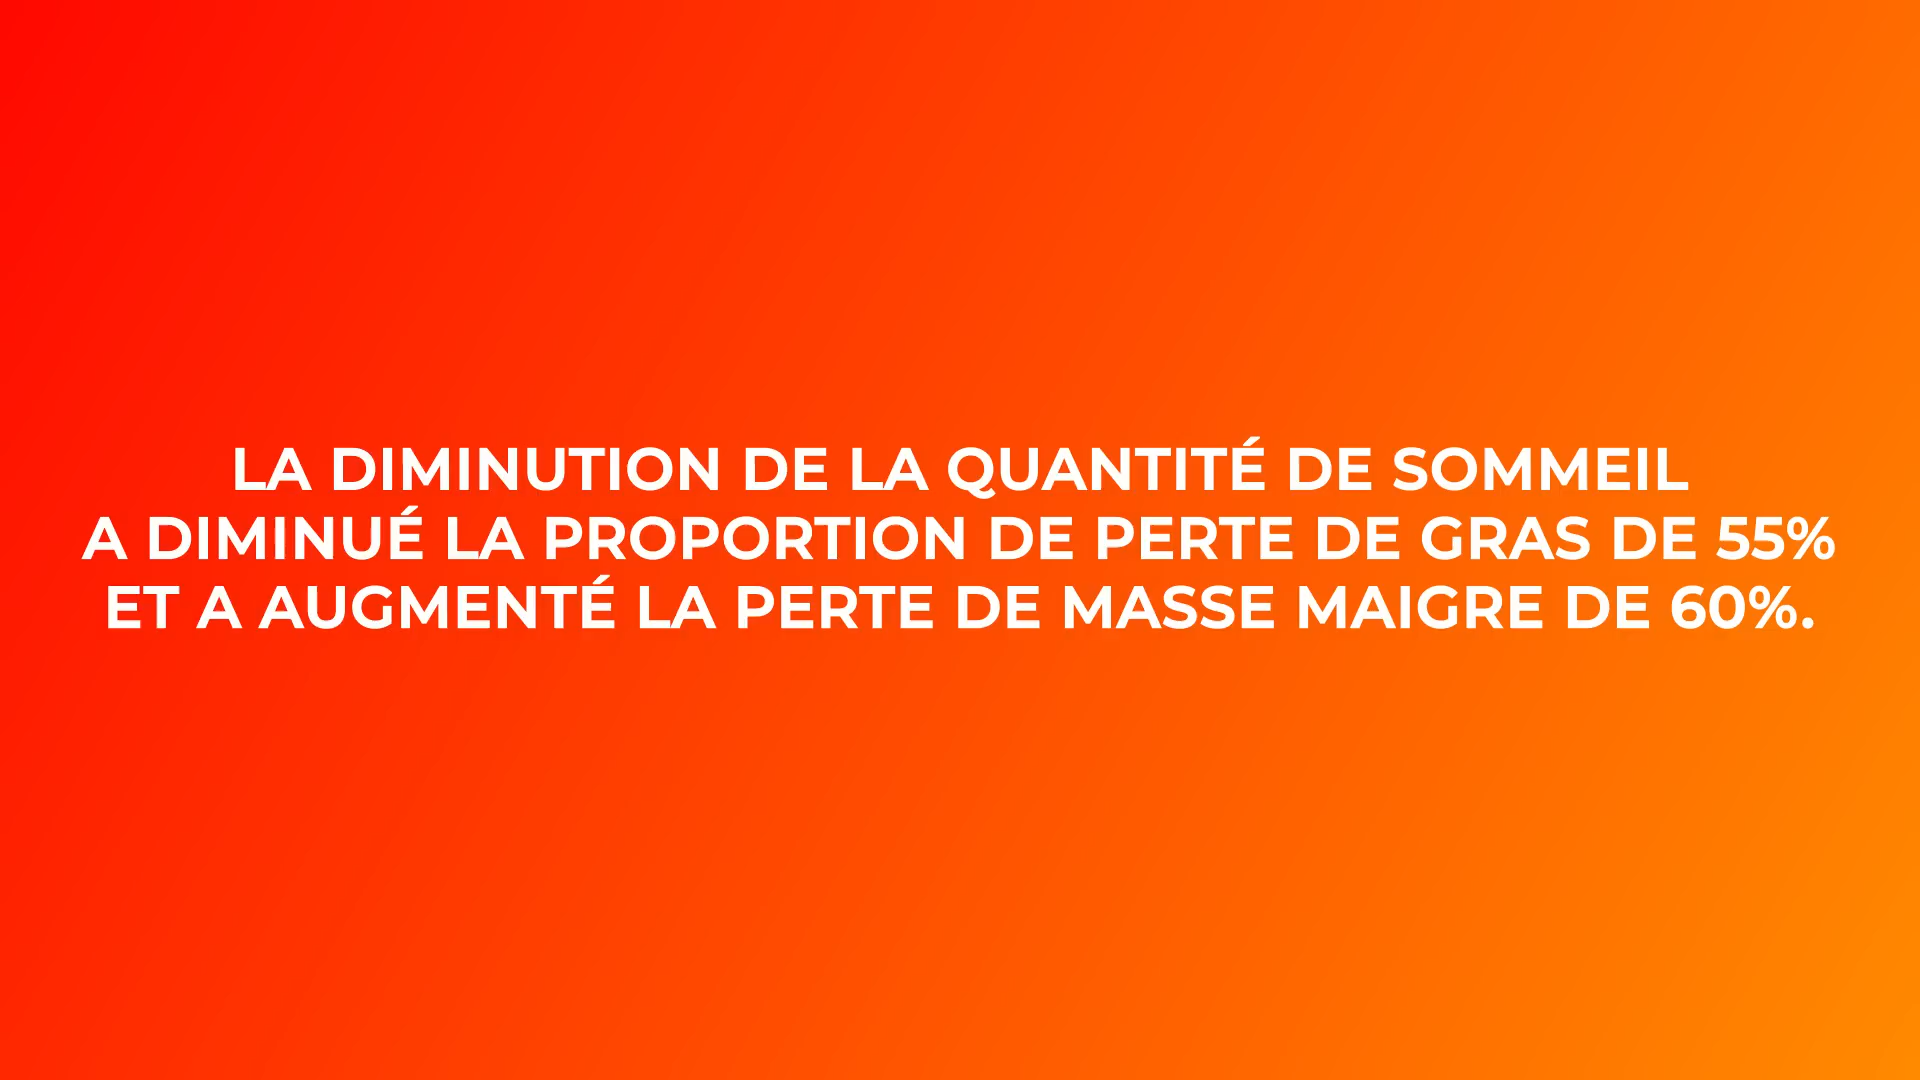 LA DIMINUTION DE LA QUANTITÉ DE SOMMEIL
A DIMINUÉ LA PROPORTION DE PERTE DE GRAS DE 55%
ET A AUGMENTÉ LA PERTE DE MASSE MAIGRE DE 60%.